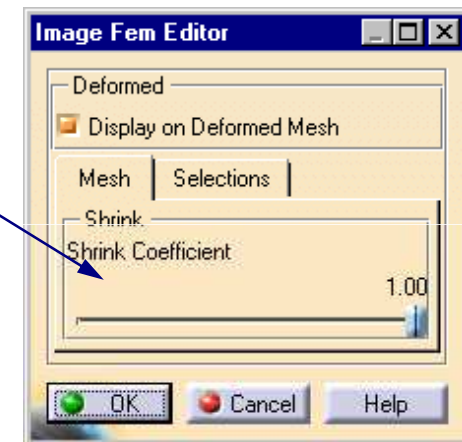 Image Fem Editor
Deformed
Display on Deformed Mesh
Mesh Selections
Shrink
Shrink Coefficient
1.00
OK Cancel Help